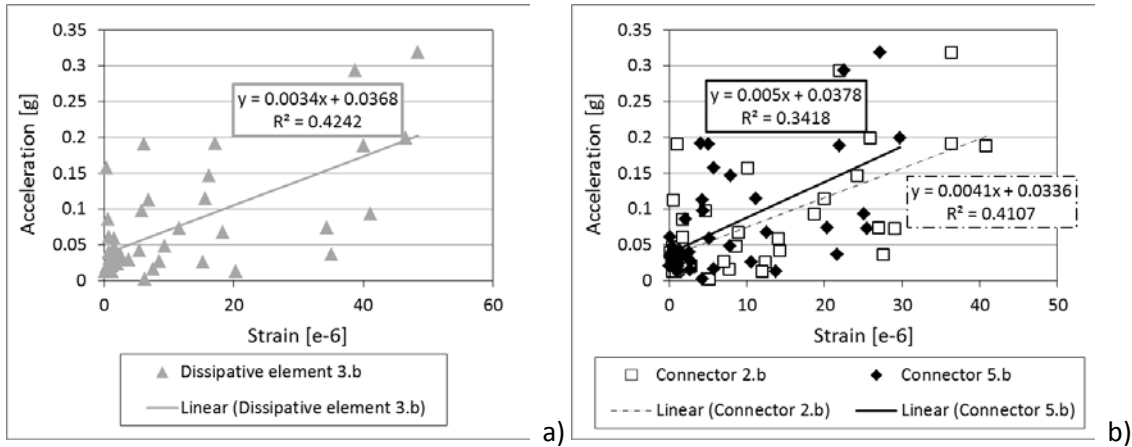 0.35
0.3
0.25
0.2
0.15
0.1
0.05
0
Acceleration [g]
y = 0.0034x + 0.0368
R² = 0.4242
0 20 40 60
Strain [e-6]
Dissipative element 3.b
Linear (Dissipative element 3.b)
a)
0.35
0.3
0.25
0.2
0.15
0.1
0.05
0
Acceleration [g]
y = 0.005x + 0.0378
R² = 0.3418
y = 0.0041x + 0.0336
R² = 0.4107
0 10 20 30 40 50
Strain [e-6]
Connector 2.b Connector 5.b
Linear (Connector 2.b) Linear (Connector 5.b)
b)